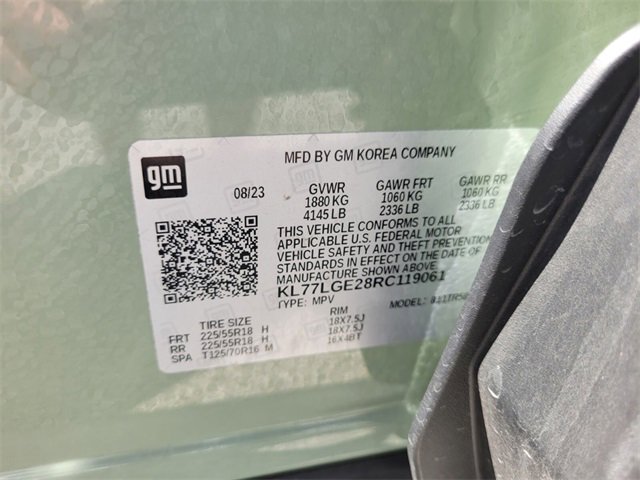 MFD BY GM KOREA COMPANY
gm
08/23 GVWR GAWR FRT GAWR RR
1880 KG 1060 KG 1060 KG
4145 LB 2336 LB 2336 LB
THIS VEHICLE CONFORMS TO ALL
APPLICABLE U.S. FEDERAL MOTOR
VEHICLE SAFETY AND THEFT PREVENTION
STANDARDS IN EFFECT ON THE DATE OF
MANUFACTURE SHOWN ABOVE.
KL77LGE28RC119061
TYPE: MPV MODEL:
TIRE SIZE RIM
FRT 225/55R18 H 18X7.5J
RR 225/55R18 H 18X7.5J
SPA T125/70R16 M 16X4BT